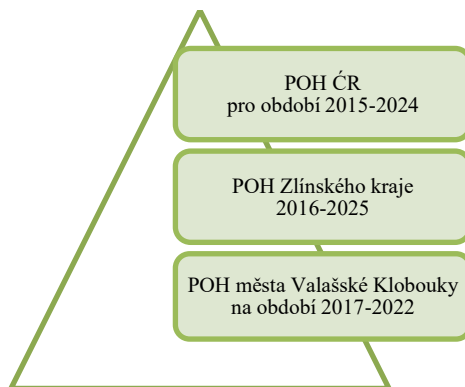 POH ĆR
pro období 2015-2024
POH Zlínského kraje
2016-2025
POH města Valašské Klobouky
na období 2017-2022